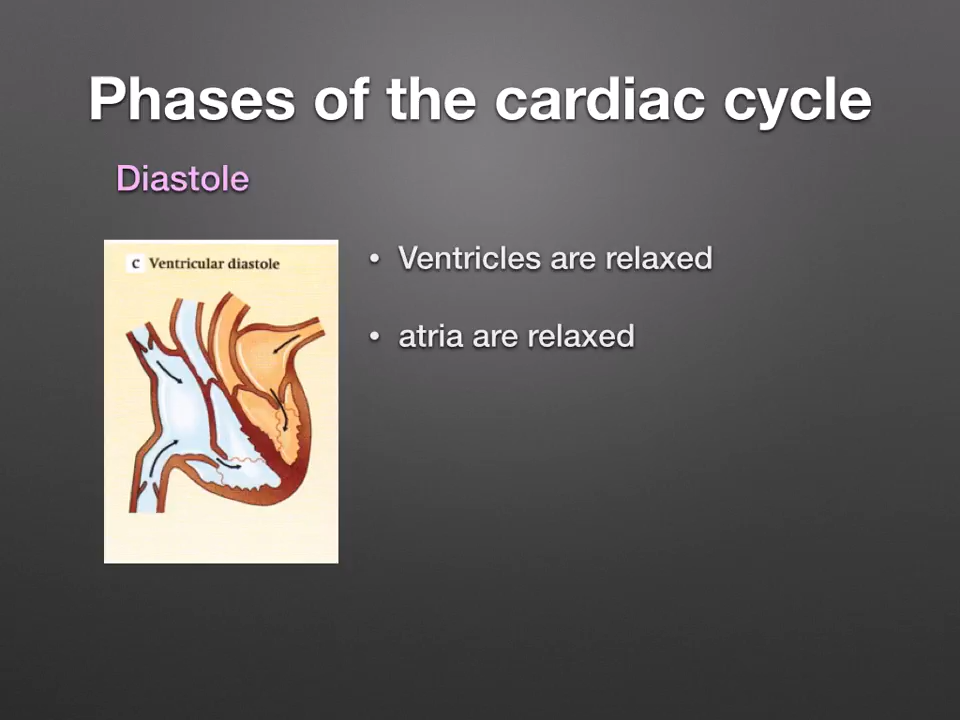 Phases of the cardiac cycle
Diastole
C Ventricular diastole
• Ventricles are relaxed
• atria are relaxed